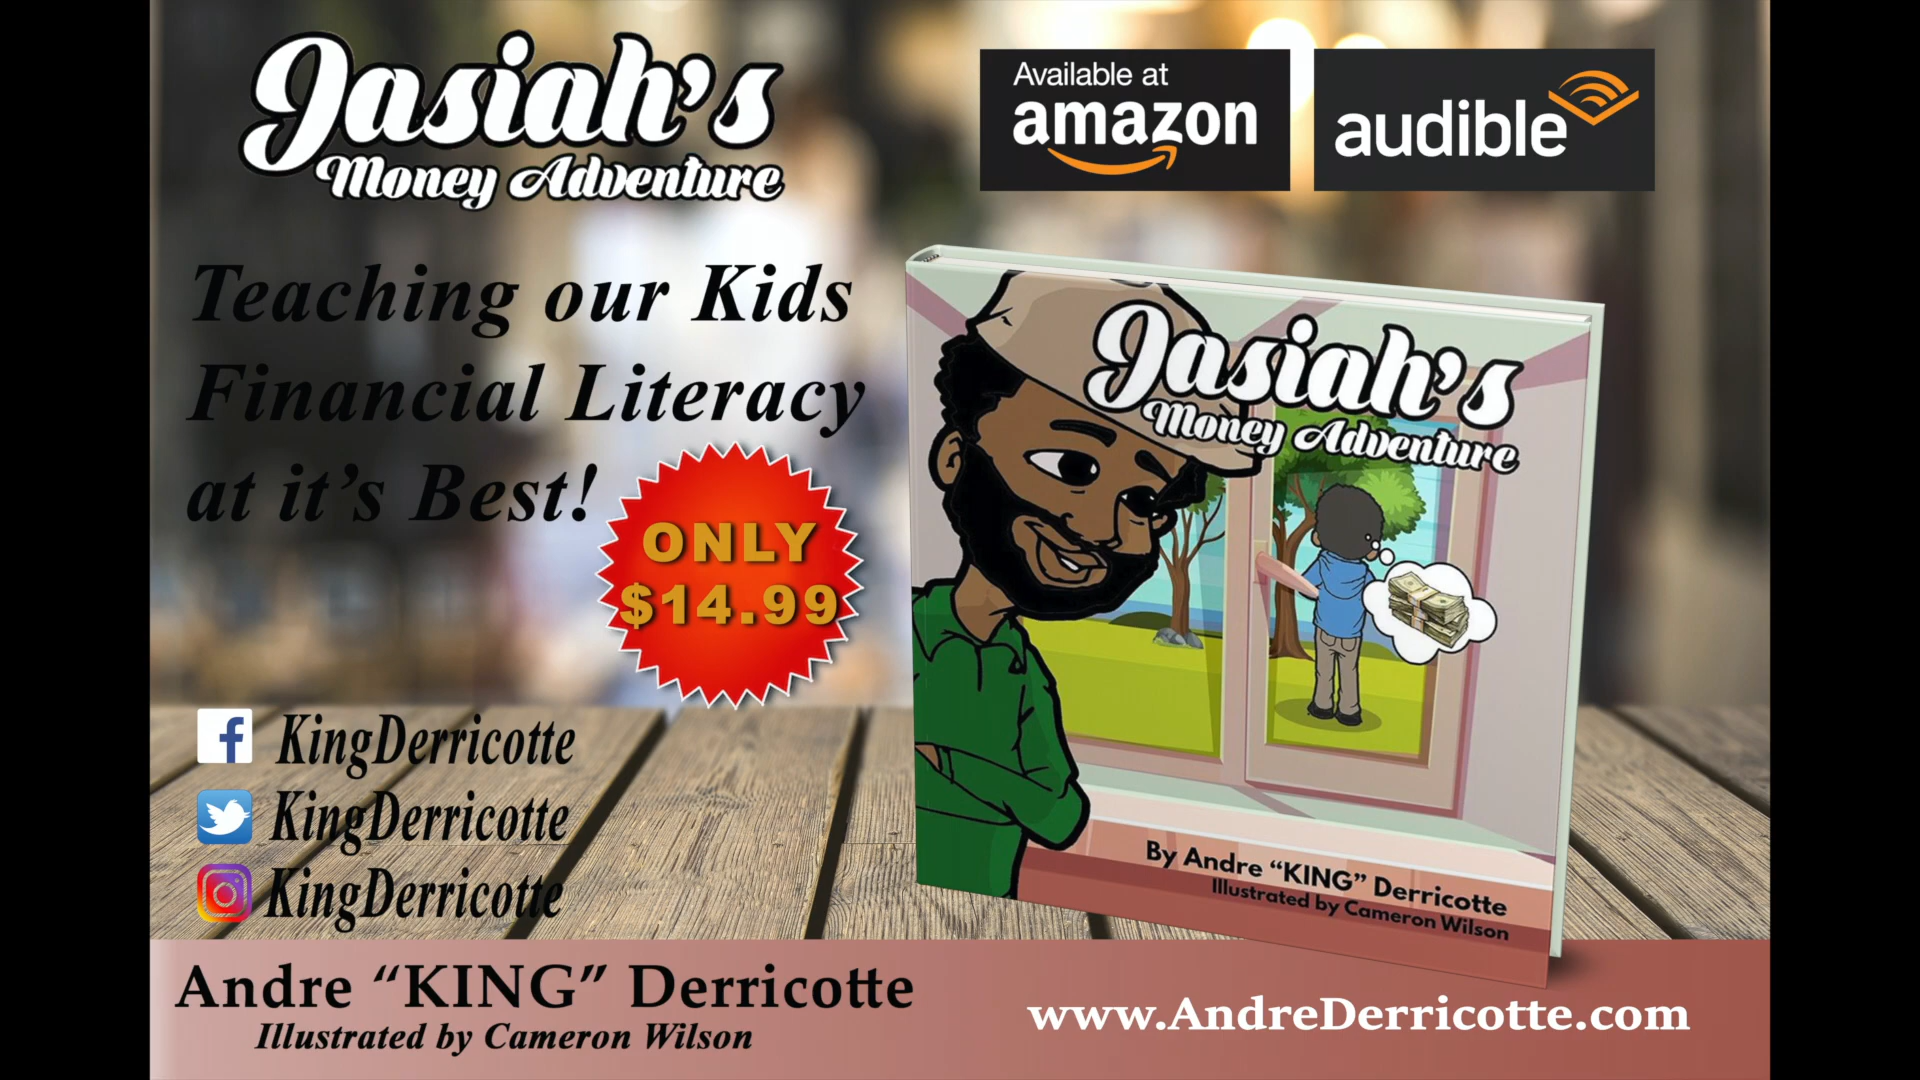 Jasiah's
Money Adventure
Available at
amazon
audible
Teaching our Kids
Financial Literacy
at it's Best!
ONLY
$14.99
Jasiah's
Money Adventure
By Andre “KING” Derricotte
Illustrated by Cameron Wilson
KingDerricotte
KingDerricotte
KingDerricotte
Andre “KING” Derricotte
Illustrated by Cameron Wilson
www.AndreDerricotte.com